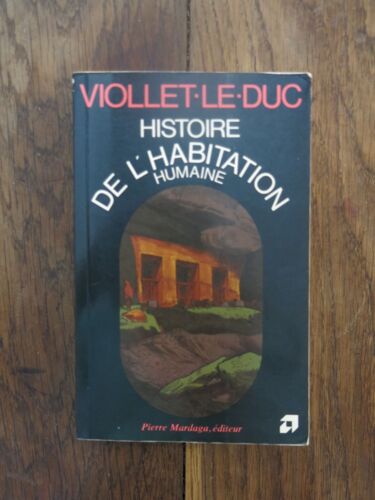 VIOLLET·LE·DUC
HISTOIRE
DE L'HABITATION
HUMAINE
Pierre Mardaga, éditeur